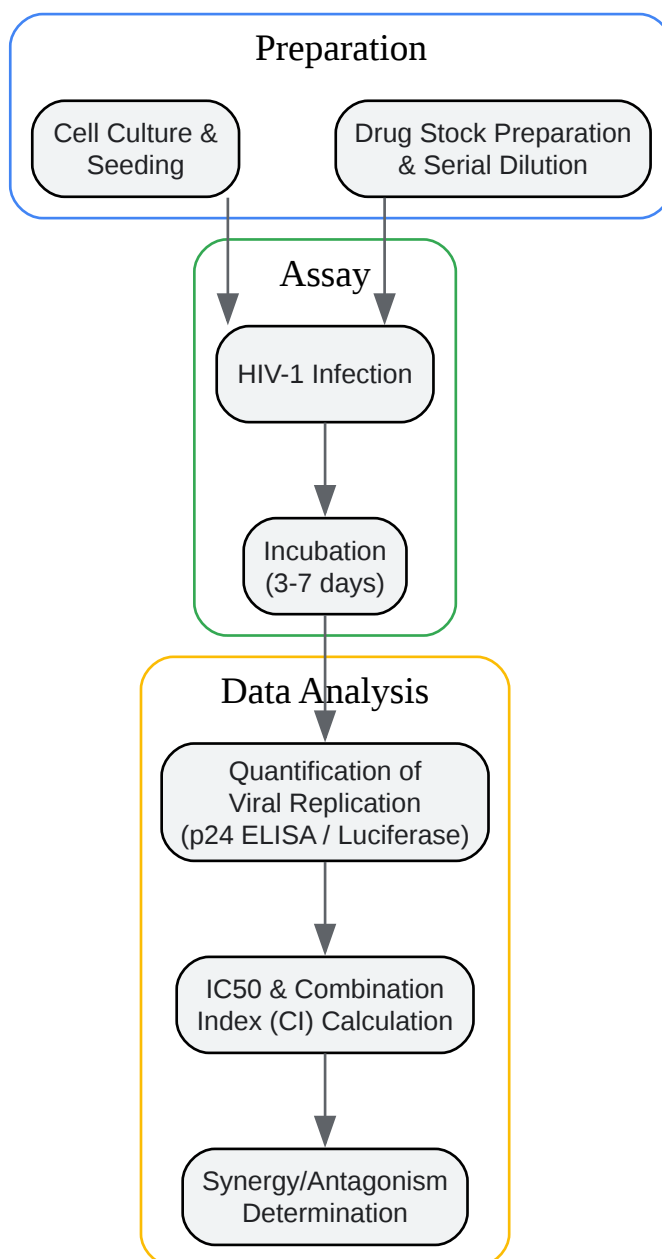 Preparation
Cell Culture &
Seeding
Drug Stock Preparation
& Serial Dilution
Assay
HIV-1 Infection
Incubation
(3-7 days)
Data Analysis
Quantification of
Viral Replication
(p24 ELISA / Luciferase)
IC50 & Combination
Index (CI) Calculation
Synergy/Antagonism
Determination